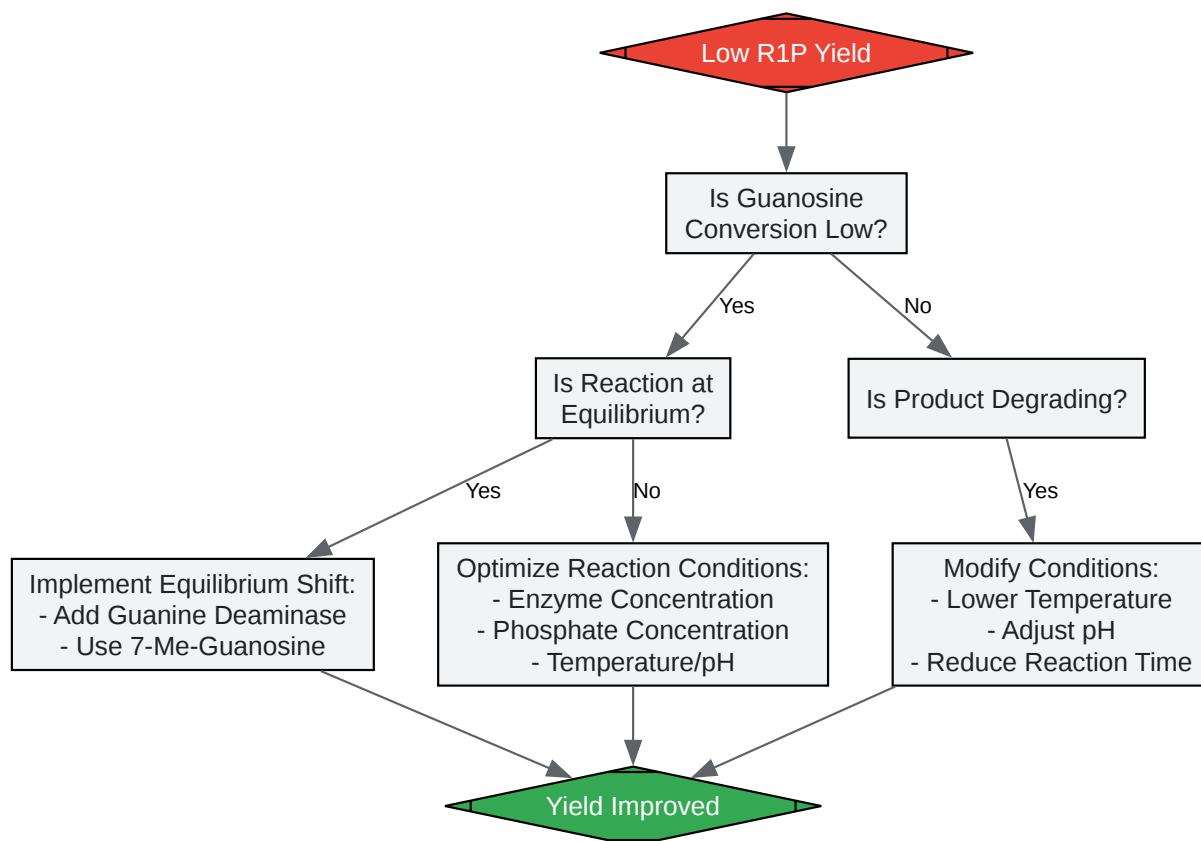 Low R1P Yield
Is Guanosine
Conversion Low?
Yes
No
Is Reaction at
Equilibrium?
Is Product Degrading?
Yes
No
Yes
Implement Equilibrium Shift:
- Add Guanine Deaminase
- Use 7-Me-Guanosine
Optimize Reaction Conditions:
- Enzyme Concentration
- Phosphate Concentration
- Temperature/pH
Modify Conditions:
- Lower Temperature
- Adjust pH
- Reduce Reaction Time
Yield Improved